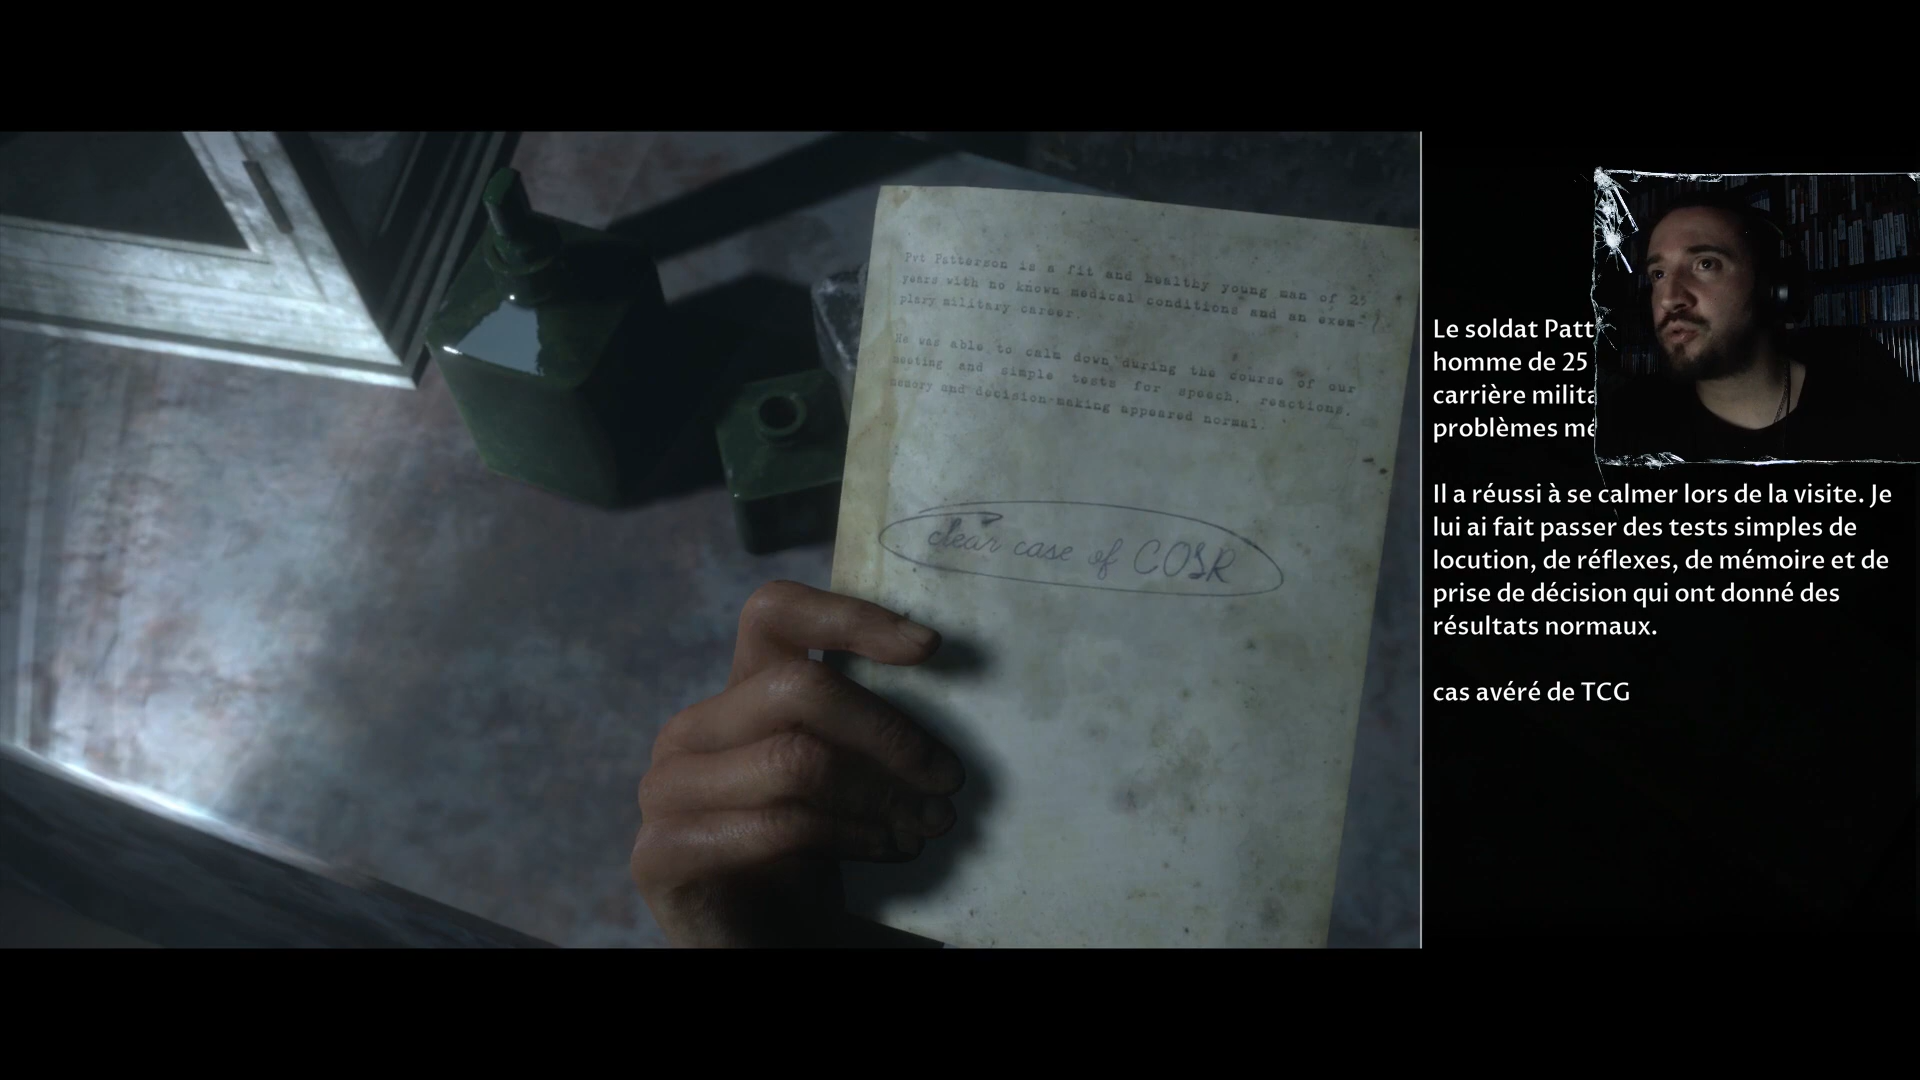 Pvt Patterson is a fit and healthy young man of 25
years with no known medical conditions and an exem-
plary military career.
He was able to calm down during the course of our
meeting and simple tests for speech, reactions,
memory and decision-making appeared normal.
clear case of COSR
Le soldat Patt
homme de 25
carrière milita
problèmes mé
Il a réussi à se calmer lors de la visite. Je
lui ai fait passer des tests simples de
locution, de réflexes, de mémoire et de
prise de décision qui ont donné des
résultats normaux.
cas avéré de TCG